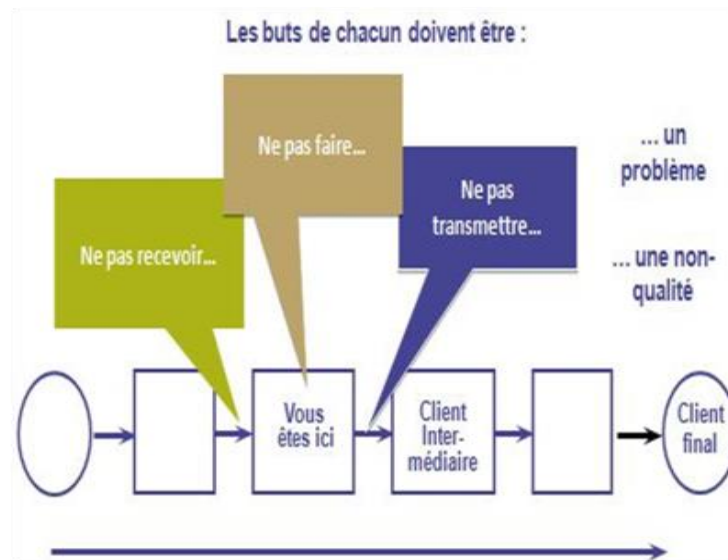 Les buts de chacun doivent être :
Ne pas faire...
... un
problème
Ne pas
transmettre...
Ne pas recevoir...
... une non-
qualité
Vous
êtes ici
Client
Inter-
médiaire
Client
final